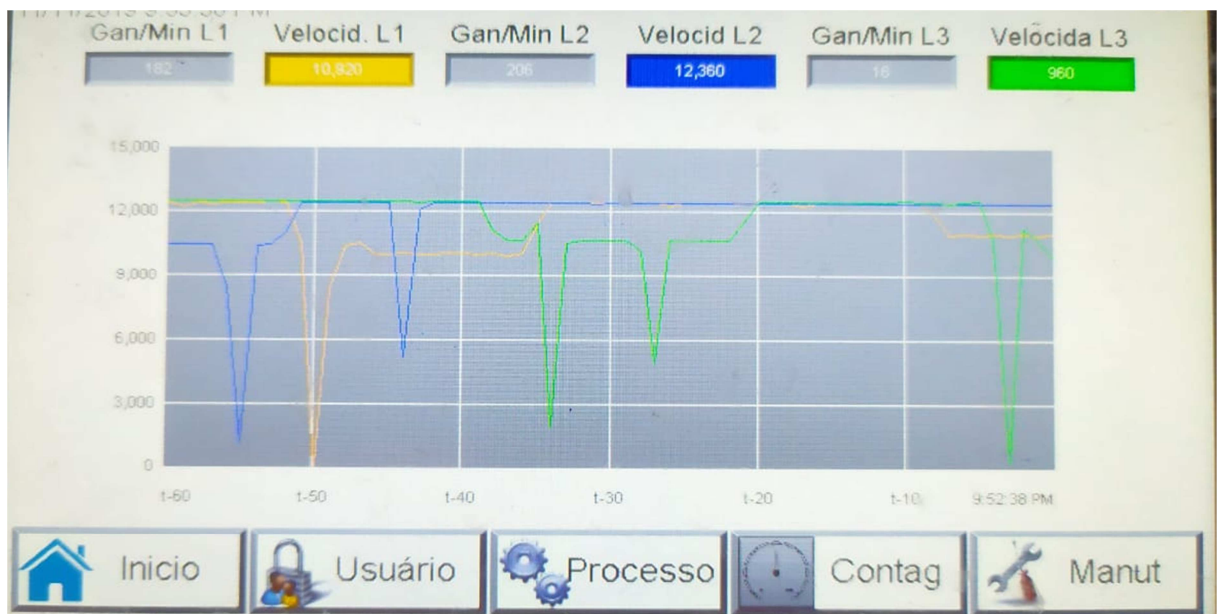 Gan/Min L1 Velocid. L1 Gan/Min L2 Velocid L2 Gan/Min L3 Velocida L3
182 10,920 206 12,360 16 960
15,000
12,000
9,000
6,000
3,000
0
t-60 t-50 t-40 t-30 t-20 t-10 9:52:38 PM
Inicio Usuário Processo Contag Manut